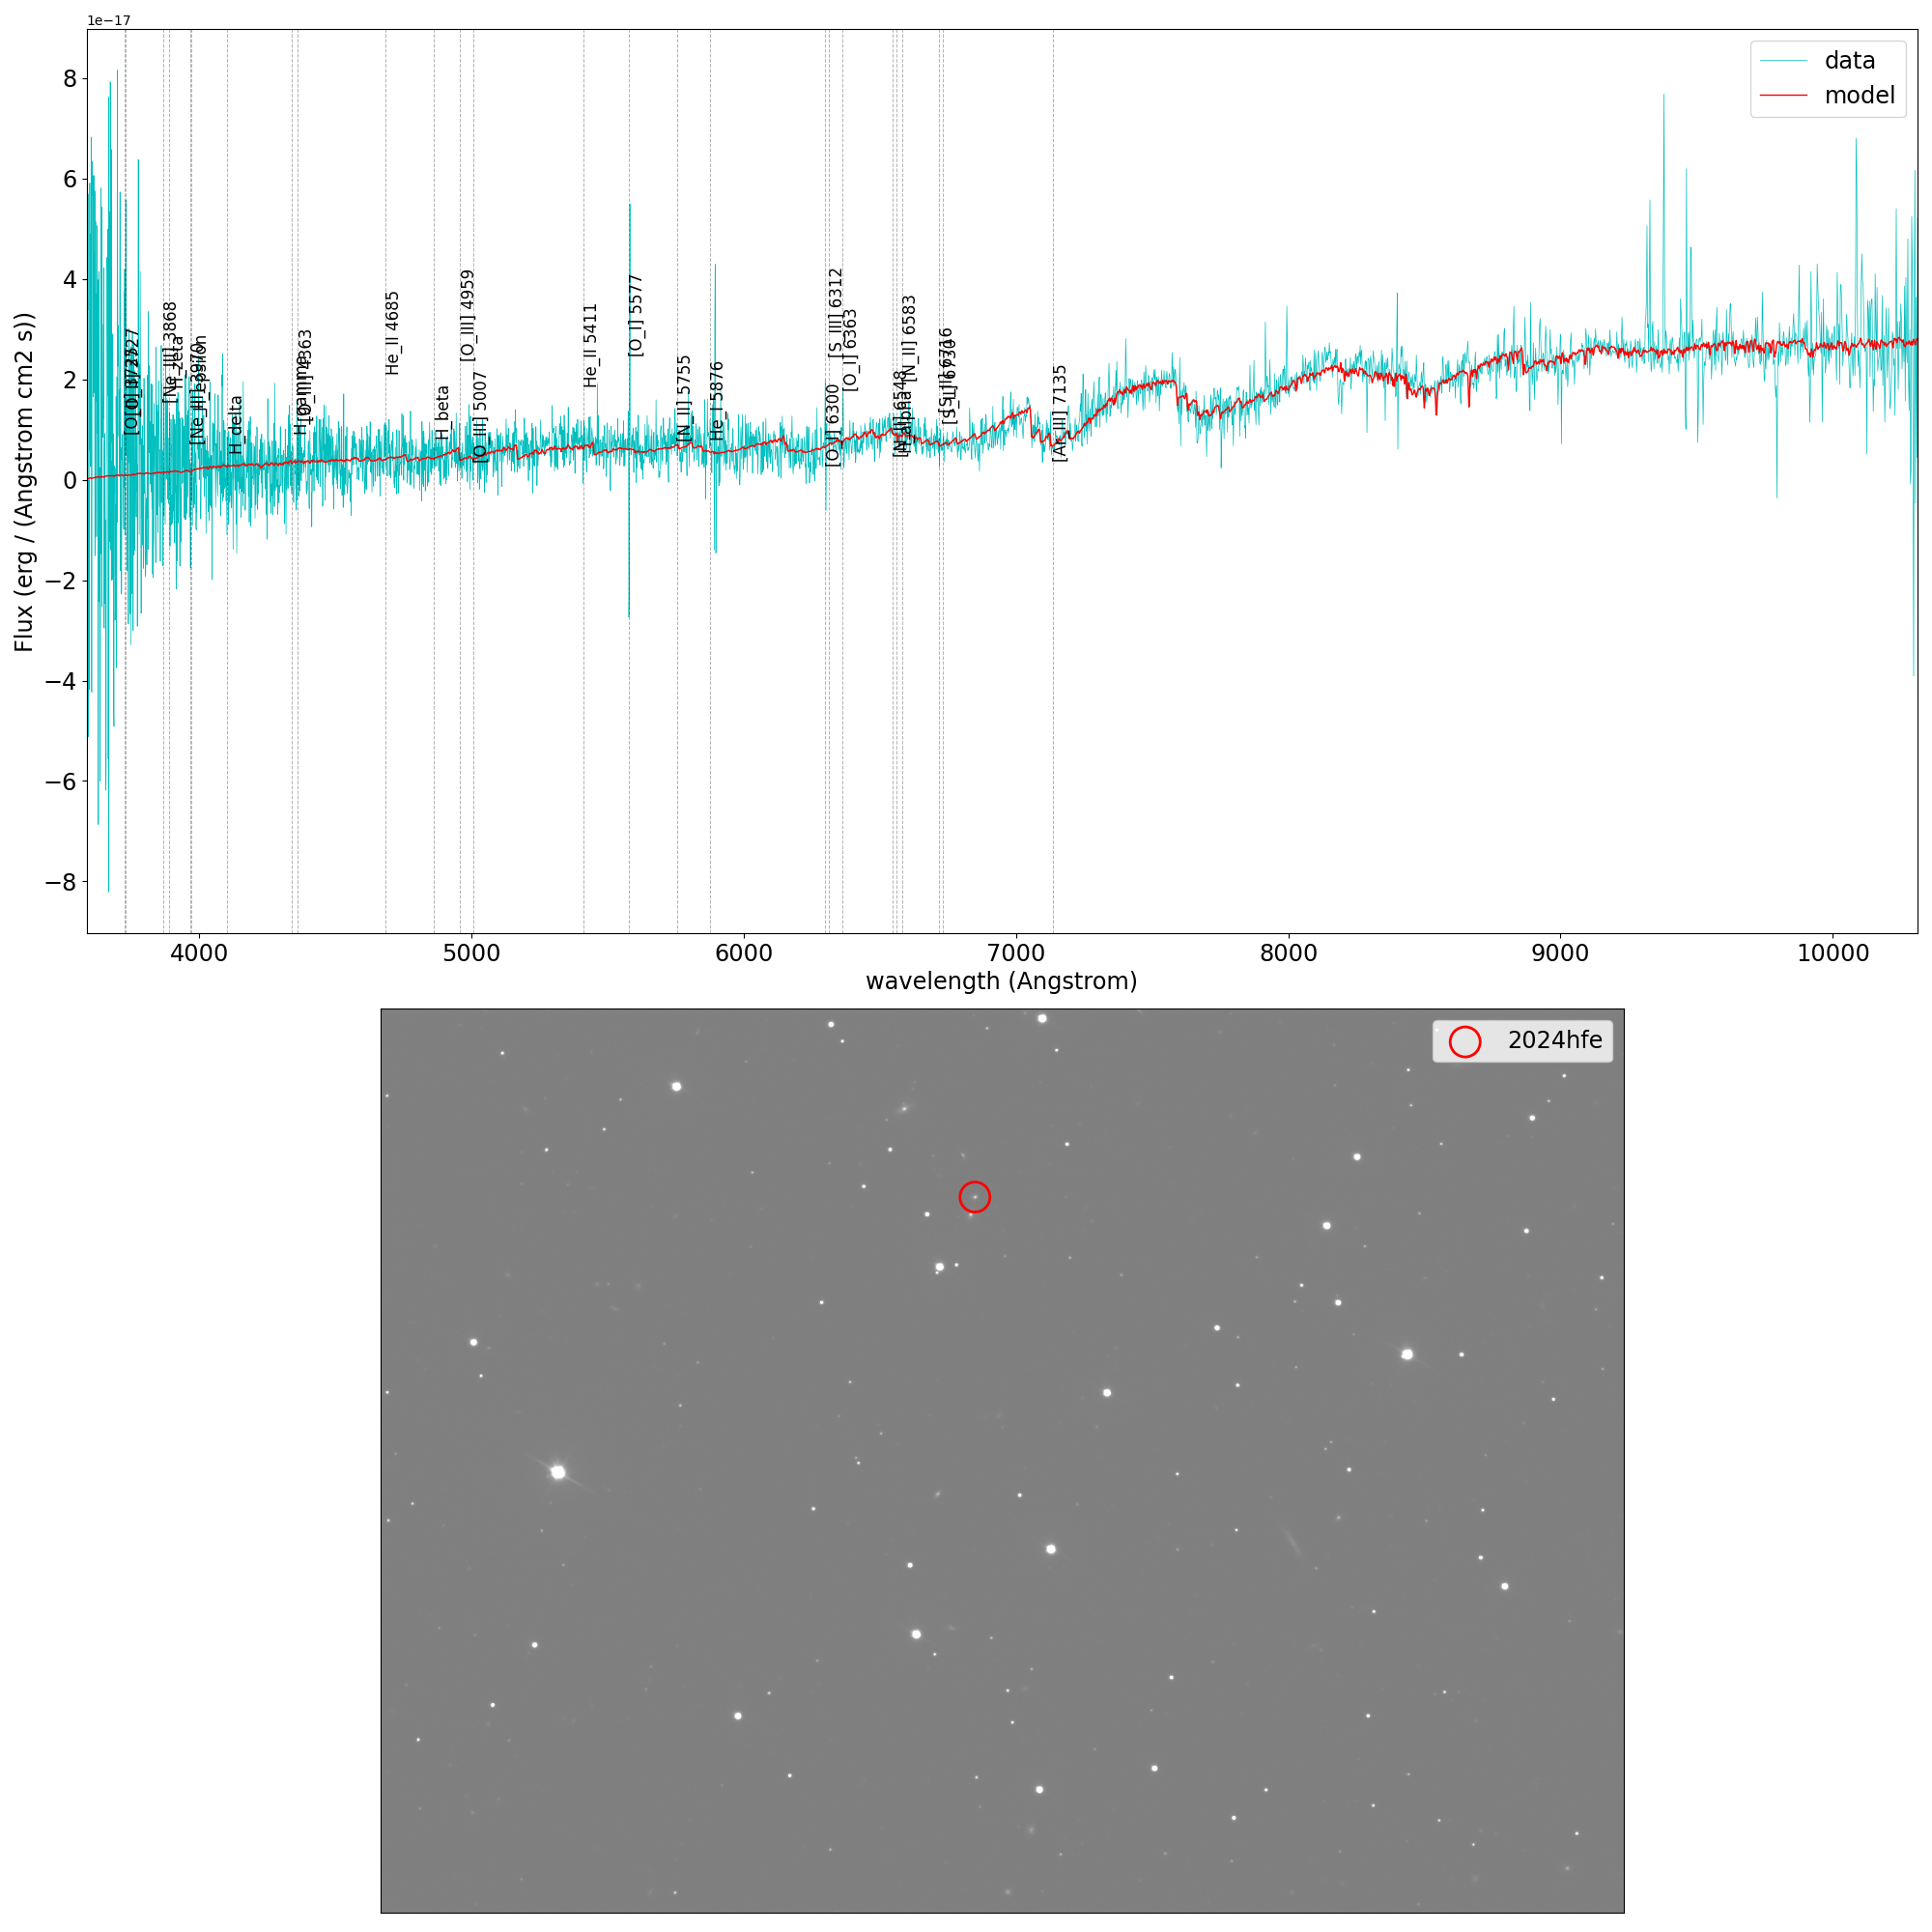 1e−17
data
model
8
6
4
2
0
−2
−4
−6
−8
Flux (erg / (Angstrom cm2 s))
[Ne_III] 3868
H_delta
[O_III] 4363
He_II 4685
H_beta
[O_III] 4959
[O_III] 5007
He_II 5411
[O_I] 5577
[N_II] 5755
He_I 5876
[O_I] 6300
[S_III] 6312
[O_I] 6363
[N_II] 6548
[N_II] 6583
[Ar_III] 7135
4000
5000
6000
7000
8000
9000
10000
wavelength (Angstrom)
2024hfe